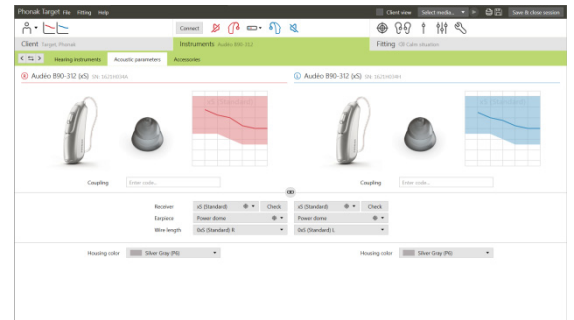 Phonak Target File Fitting Help Client view Select media... Save & close session
Connect
Client Target, Phonak Instruments Audéo B90-312 Fitting Calm situation
Hearing instruments Acoustic parameters Accessories
R Audéo B90-312 (xS) L Audéo B90-312 (xS)
Coupling Enter code... Coupling Enter code...
Receiver xS (Standard) Check xS (Standard) Check
Earpiece Power dome Power dome
Wire length 0xS (Standard) R 0xS (Standard) L
Housing color Silver Gray (P6) Housing color Silver Gray (P6)